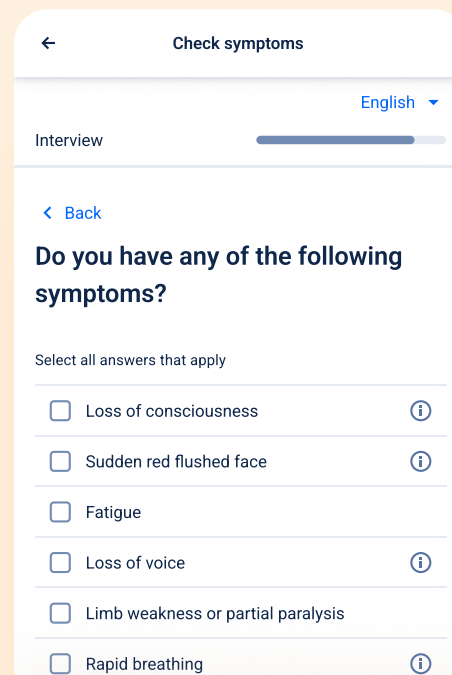 Check symptoms
English
Interview
Back
Do you have any of the following
symptoms?
Select all answers that apply
Loss of consciousness
Sudden red flushed face
Fatigue
Loss of voice
Limb weakness or partial paralysis
Rapid breathing